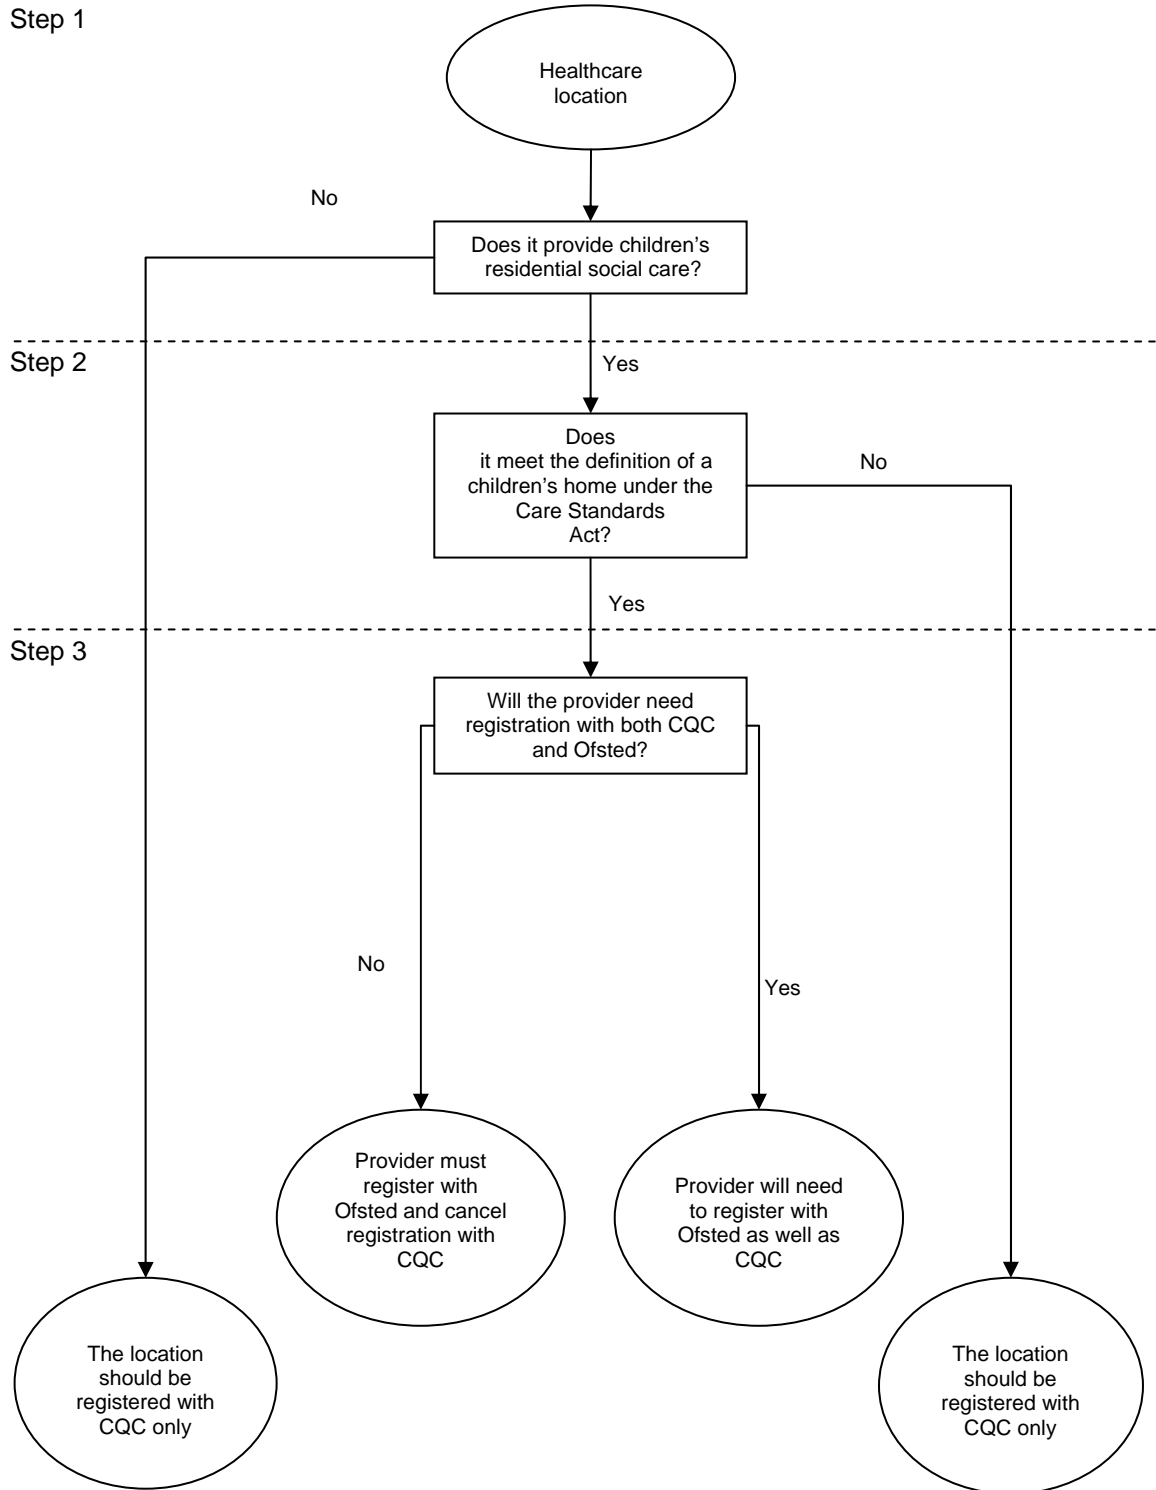 Step 1
Healthcare
location
No
Does it provide children's
residential social care?
Step 2
Yes
Does
it meet the definition of a
children's home under the
Care Standards
Act?
No
Yes
Step 3
Will the provider need
registration with both CQC
and Ofsted?
No
Yes
Provider must
register with
Ofsted and cancel
registration with
CQC
Provider will need
to register with
Ofsted as well as
CQC
The location
should be
registered with
CQC only
The location
should be
registered with
CQC only